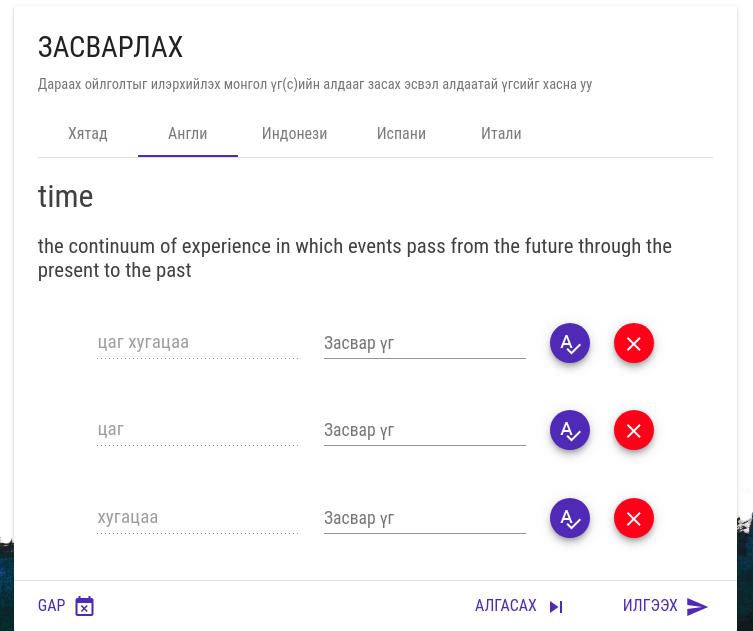 ЗАСВАРЛАХ
Дараах ойлголтыг илэрхийлэх монгол үг(с)ийн алдааг засах эсвэл алдаатай үгсийг хасна уу
Хятад Англи Индонези Испани Итали
time
the continuum of experience in which events pass from the future through the
present to the past
цаг хугацаа Засвар үг
цаг Засвар үг
хугацаа Засвар үг
GAP АЛГАСАХ ИЛГЭЭХ